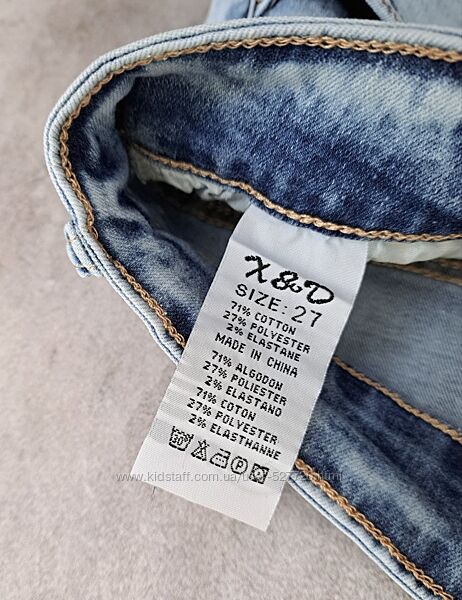 X&D
SIZE: 27
71% COTTON
27% POLYESTER
2% ELASTANE
MADE IN CHINA
71% ALGODON
27% POLIESTER
2% ELASTANO
71% COTON
27% POLYESTER
2% ELASTHANNE
30° P